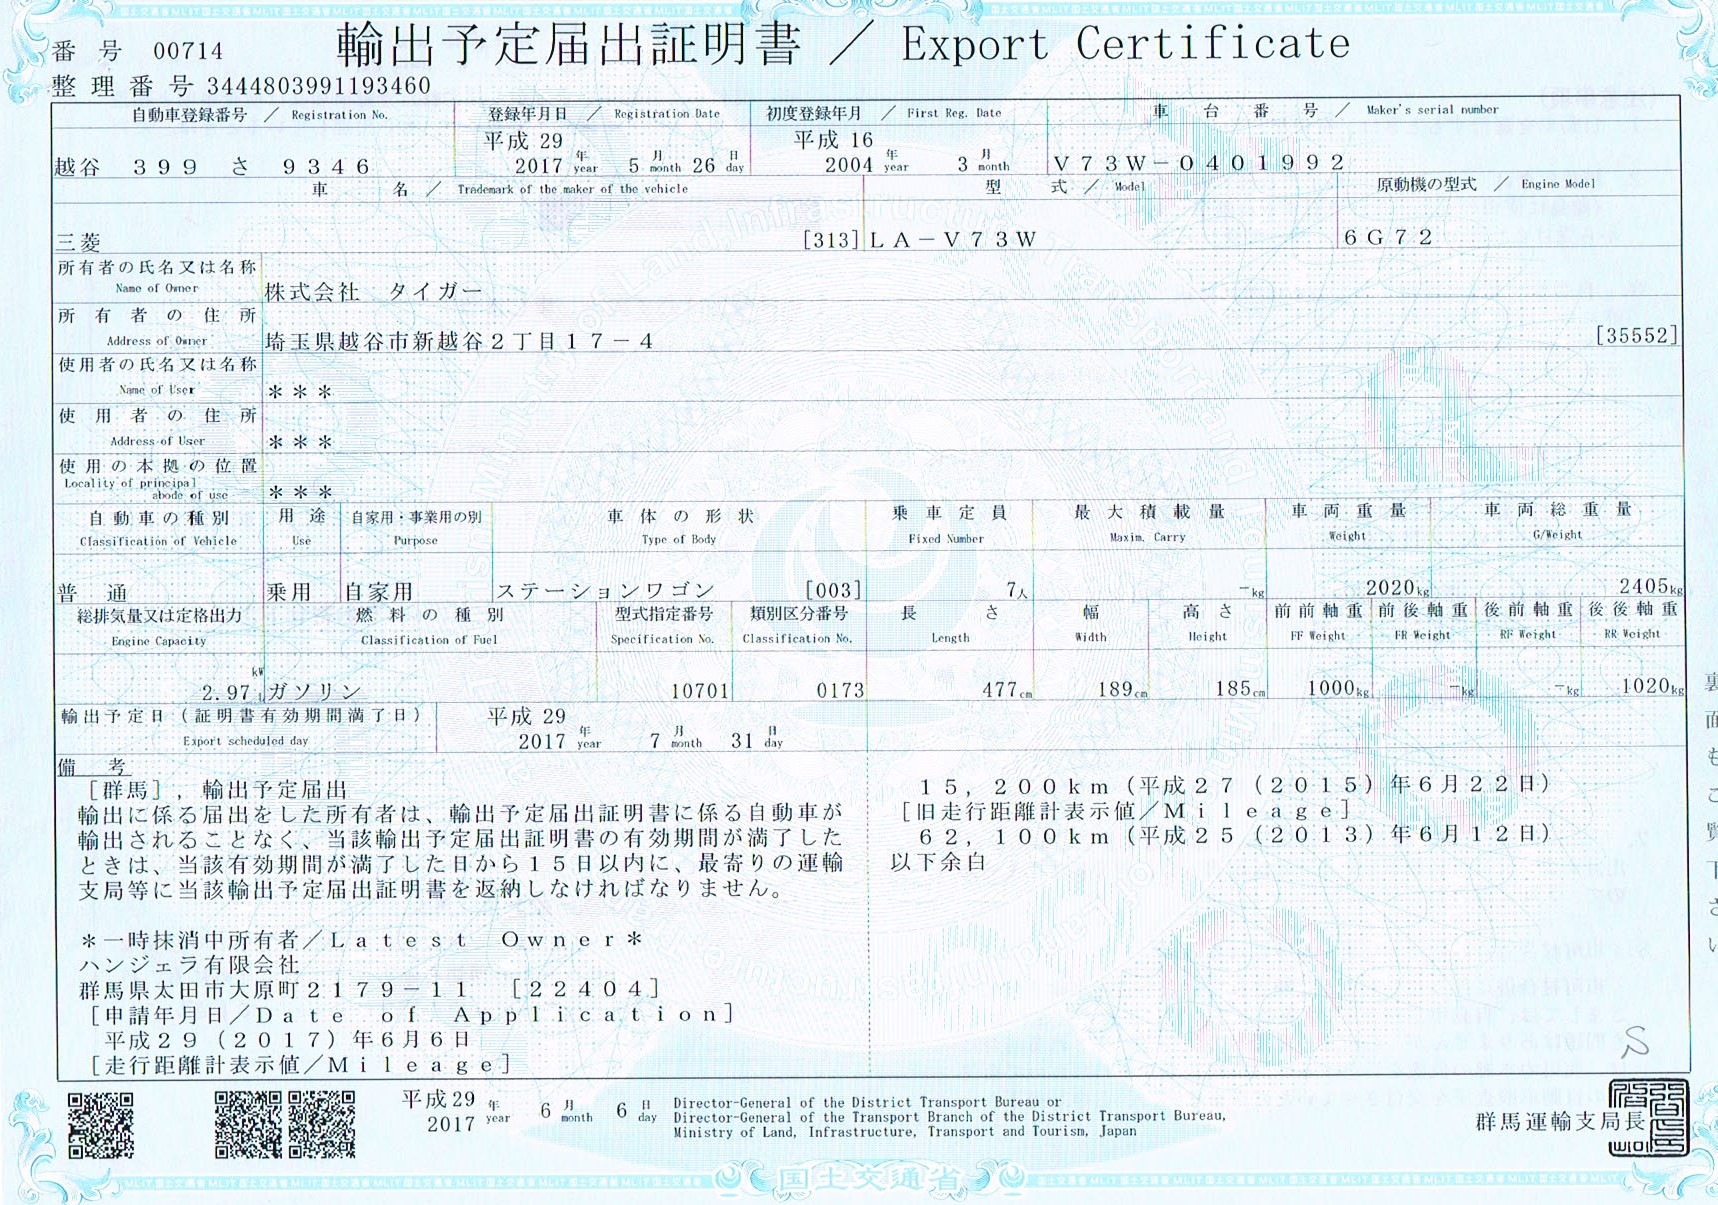 番号 00714
輸出予定届出証明書 ／ Export Certificate
整理番号 3444803991193460
自動車登録番号 ／ Registration No.
登録年月日 ／ Registration Date
初度登録年月 ／ First Reg. Date
車台番号 ／ Maker's serial number
越谷 ３９９ さ ９３４６
平成 29
2017 年 year 5 月 month 26 日 day
平成 16
2004 年 year 3 月 month
Ｖ７３Ｗ－０４０１９９２
車名 ／ Trademark of the maker of the vehicle
型式 ／ Model
原動機の型式 ／ Engine Model
三菱 [313]
ＬＡ－Ｖ７３Ｗ
６Ｇ７２
所有者の氏名又は名称
Name of Owner
株式会社 タイガー
所有者の住所
Address of Owner
埼玉県越谷市新越谷２丁目１７－４ [35552]
使用者の氏名又は名称
Name of User
＊＊＊
使用者の住所
Address of User
＊＊＊
使用の本拠の位置
Locality of principal
abode of use
＊＊＊
自動車の種別 用途 自家用・事業用の別 車体の形状 乗車定員 最大積載量 車両重量 車両総重量
Classification of Vehicle Use Purpose Type of Body Fixed Number Maxim. Carry Weight G/Weight
普通 乗用 自家用 ステーションワゴン [003] 7人 －kg 2020kg 2405kg
総排気量又は定格出力 燃料の種別 型式指定番号 類別区分番号 長さ 幅 高さ 前前軸重 前後軸重 後前軸重 後後軸重
Engine Capacity Classification of Fuel Specification No. Classification No. Length Width Height FF Weight FR Weight RF Weight RR Weight
kW
2.97 L ガソリン 10701 0173 477cm 189cm 185cm 1000kg －kg －kg 1020kg
輸出予定日（証明書有効期間満了日）
Export scheduled day
平成 29
2017 年 year 7 月 month 31 日 day
備考
［群馬］，輸出予定届出
輸出に係る届出をした所有者は、輸出予定届出証明書に係る自動車が
輸出されることなく、当該輸出予定届出証明書の有効期間が満了した
ときは、当該有効期間が満了した日から１５日以内に、最寄りの運輸
支局等に当該輸出予定届出証明書を返納しなければなりません。
＊一時抹消中所有者／Ｌａｔｅｓｔ Ｏｗｎｅｒ＊
ハンジェラ有限会社
群馬県太田市大原町２１７９－１１ ［２２４０４］
［申請年月日／Ｄａｔｅ ｏｆ Ａｐｐｌｉｃａｔｉｏｎ］
平成２９（２０１７）年６月６日
［走行距離計表示値／Ｍｉｌｅａｇｅ］
１５，２００ｋｍ（平成２７（２０１５）年６月２２日）
［旧走行距離計表示値／Ｍｉｌｅａｇｅ］
６２，１００ｋｍ（平成２５（２０１３）年６月１２日）
以下余白
裏面もご覧下さい
平成 29
2017 年 year 6 月 month 6 日 day
Director-General of the District Transport Bureau or
Director-General of the Transport Branch of the District Transport Bureau,
Ministry of Land, Infrastructure, Transport and Tourism, Japan
群馬運輸支局長
国土交通省